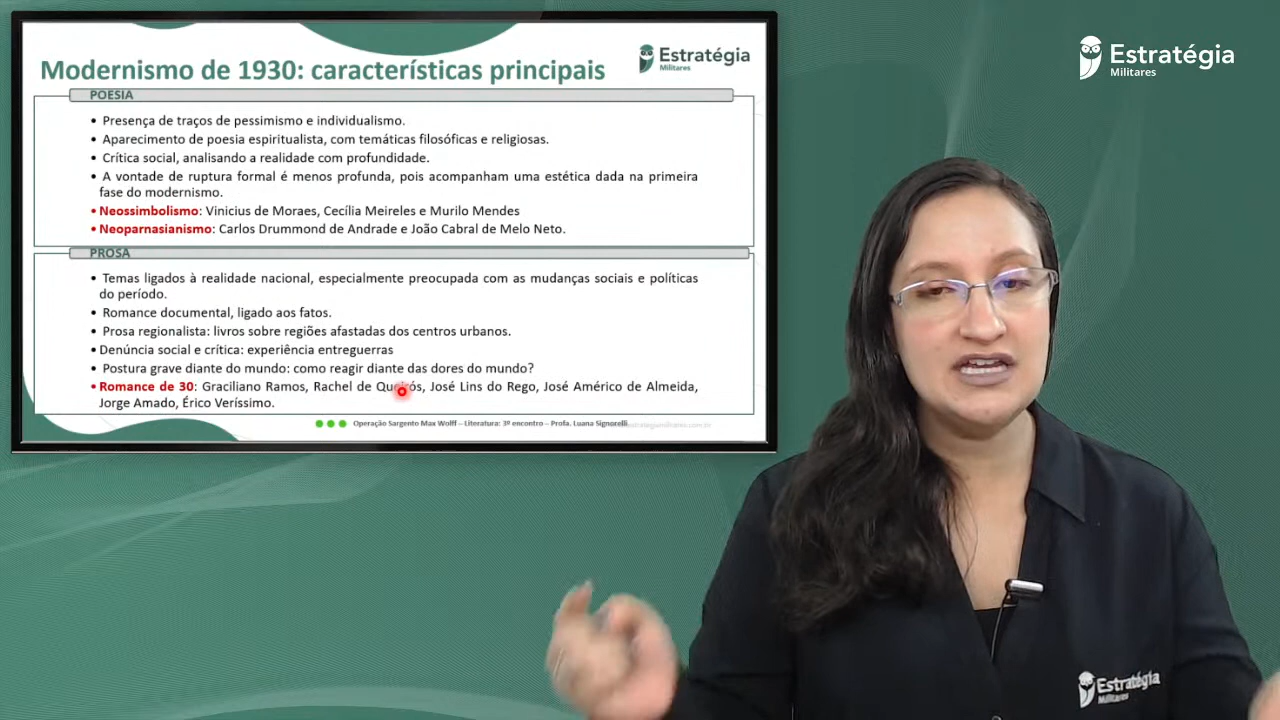 Modernismo de 1930: características principais
Estratégia
Militares
POESIA
• Presença de traços de pessimismo e individualismo.
• Aparecimento de poesia espiritualista, com temáticas filosóficas e religiosas.
• Crítica social, analisando a realidade com profundidade.
• A vontade de ruptura formal é menos profunda, pois acompanham uma estética dada na primeira
fase do modernismo.
• Neossimbolismo: Vinicius de Moraes, Cecília Meireles e Murilo Mendes
• Neoparnasianismo: Carlos Drummond de Andrade e João Cabral de Melo Neto.
PROSA
• Temas ligados à realidade nacional, especialmente preocupada com as mudanças sociais e políticas
do período.
• Romance documental, ligado aos fatos.
• Prosa regionalista: livros sobre regiões afastadas dos centros urbanos.
• Denúncia social e crítica: experiência entreguerras
• Postura grave diante do mundo: como reagir diante das dores do mundo?
• Romance de 30: Graciliano Ramos, Rachel de Queirós, José Lins do Rego, José Américo de Almeida,
Jorge Amado, Érico Veríssimo.
Operação Sargento Max Wolff – Literatura: 3º encontro – Profa. Luana Signorelli
Estratégia
Militares
Estratégia
Militares